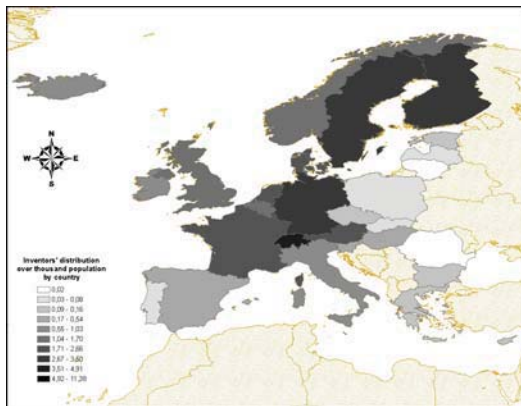 N
W E
S
Inventors' distribution
over thousand population
by country
0,02
0,03 - 0,08
0,09 - 0,16
0,17 - 0,54
0,55 - 1,03
1,04 - 1,70
1,71 - 2,66
2,67 - 3,60
3,61 - 4,91
4,92 - 11,20